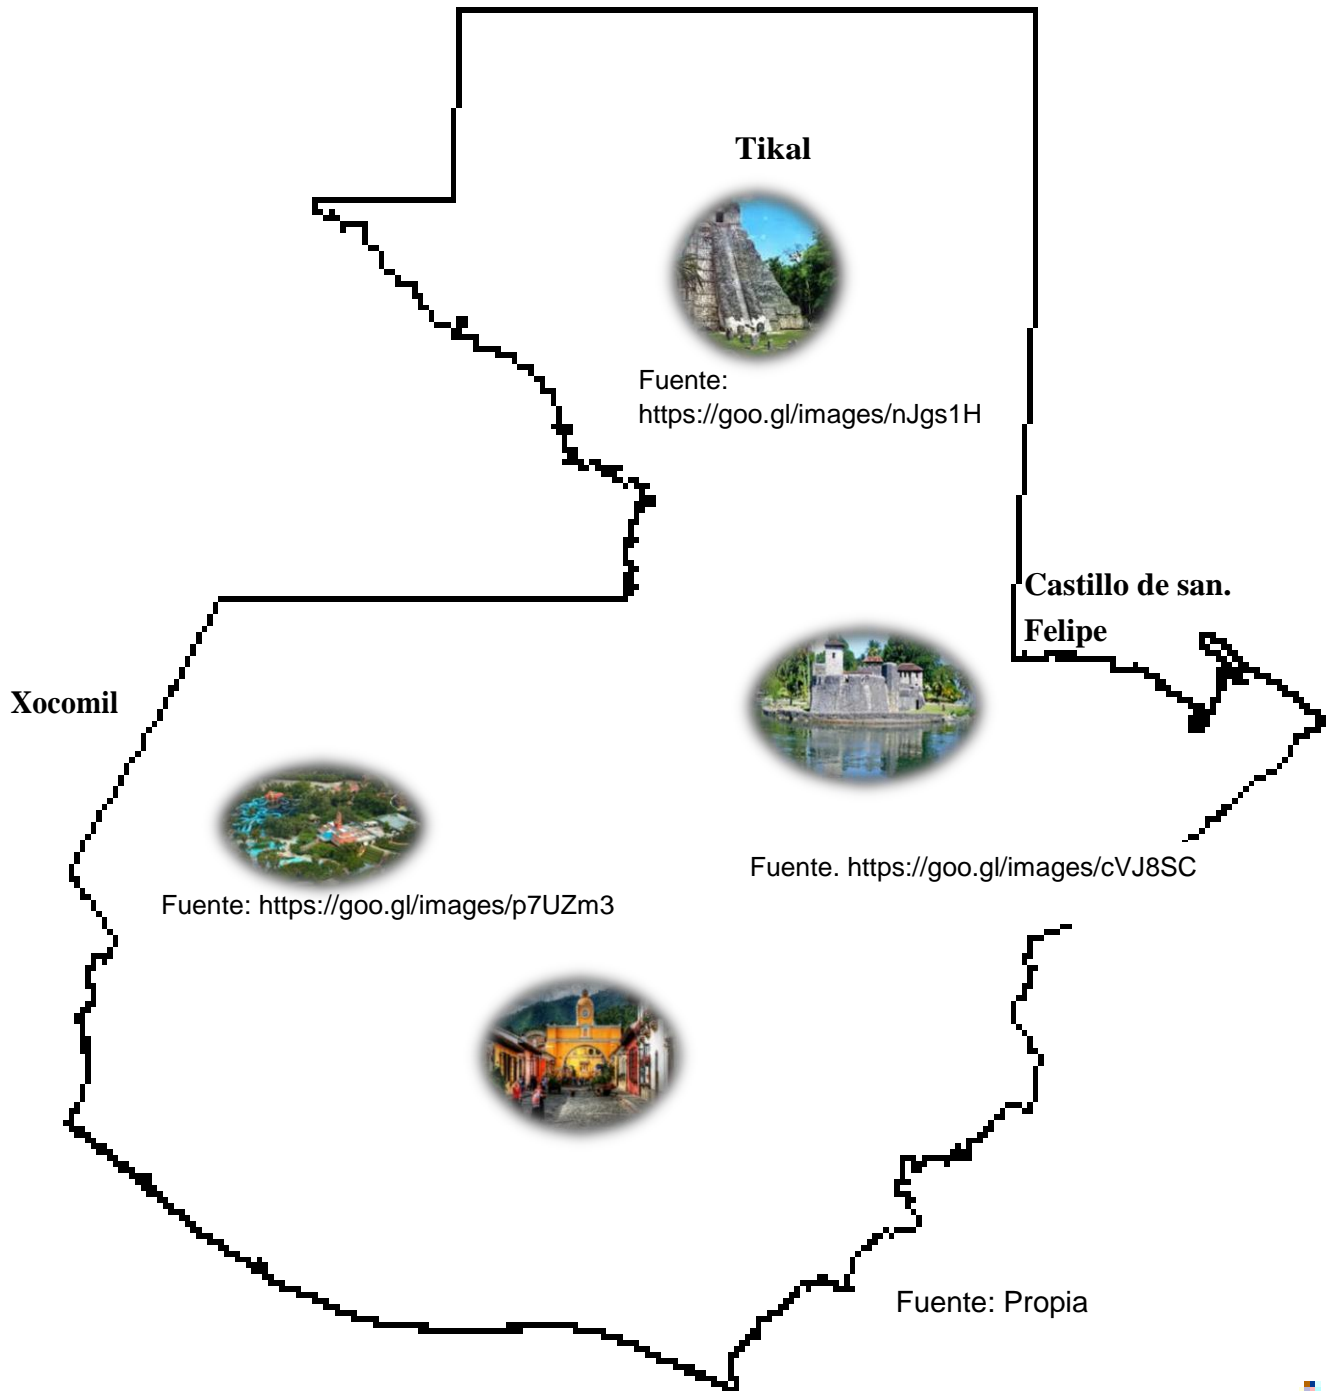 Tikal
Fuente:
https://goo.gl/images/nJgs1H
Castillo de san.
Felipe
Xocomil
Fuente. https://goo.gl/images/cVJ8SC
Fuente: https://goo.gl/images/p7UZm3
Fuente: Propia